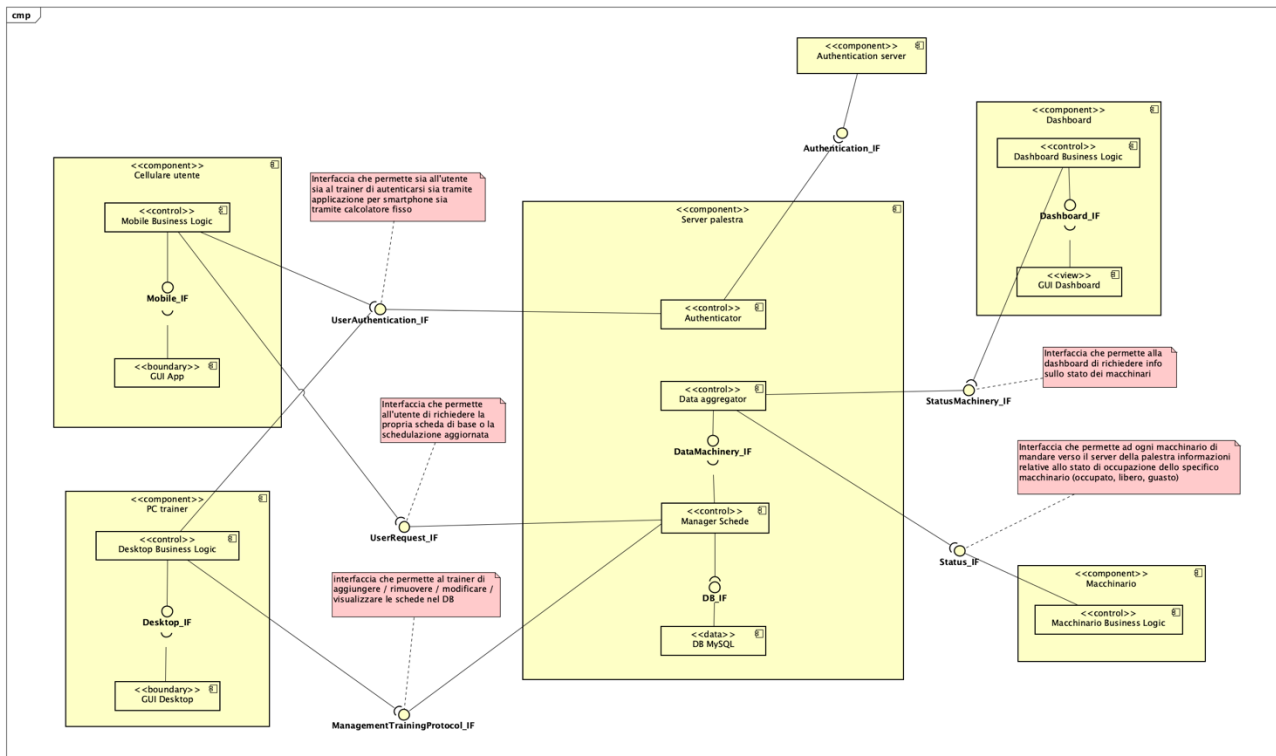 cmp
<<component>>
Authentication server
Authentication_IF
<<component>>
Dashboard
<<control>>
Dashboard Business Logic
Dashboard_IF
<<view>>
GUI Dashboard
<<component>>
Cellulare utente
<<control>>
Mobile Business Logic
Mobile_IF
<<boundary>>
GUI App
Interfaccia che permette sia all'utente
sia al trainer di autenticarsi sia tramite
applicazione per smartphone sia
tramite calcolatore fisso
UserAuthentication_IF
<<component>>
Server palestra
<<control>>
Authenticator
<<control>>
Data aggregator
DataMachinery_IF
<<control>>
Manager Schede
DB_IF
<<data>>
DB MySQL
Interfaccia che permette alla
dashboard di richiedere info
sullo stato dei macchinari
StatusMachinery_IF
Interfaccia che permette
all'utente di richiedere la
propria scheda di base o la
schedulazione aggiornata
UserRequest_IF
Interfaccia che permette ad ogni macchinario di
mandare verso il server della palestra informazioni
relative allo stato di occupazione dello specifico
macchinario (occupato, libero, guasto)
Status_IF
<<component>>
PC trainer
<<control>>
Desktop Business Logic
Desktop_IF
<<boundary>>
GUI Desktop
interfaccia che permette al trainer di
aggiungere / rimuovere / modificare /
visualizzare le schede nel DB
ManagementTrainingProtocol_IF
<<component>>
Macchinario
<<control>>
Macchinario Business Logic